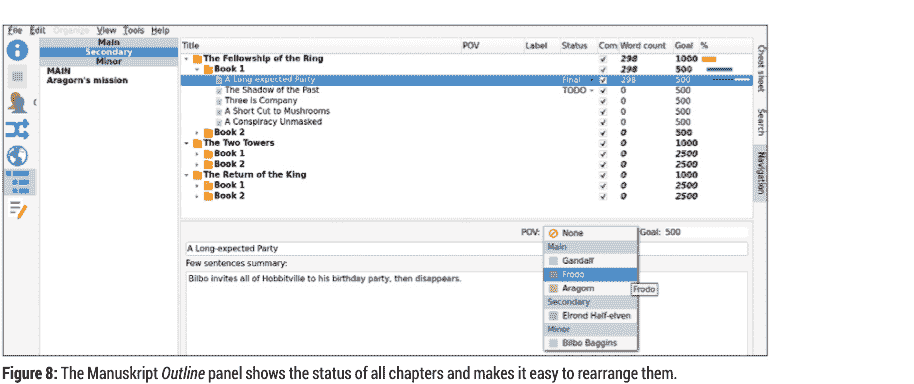 File Edit Organize View Tools Help
Main
Secondary
Minor
MAIN
Aragorn's mission
Title POV Label Status Com Word count Goal %
The Fellowship of the Ring 298 1000
Book 1 298 500
A Long-expected Party Final 298 500
The Shadow of the Past TODO 0 500
Three is Company 0 500
A Short Cut to Mushrooms 0 500
A Conspiracy Unmasked 0 500
Book 2 0 500
The Two Towers 0 1000
Book 1 0 2500
Book 2 0 2500
The Return of the King 0 1000
Book 1 0 2500
Book 2 0 2500
Cheat sheet
Search
Navigation
POV: Goal: 500
None
Main
Gandalf
Frodo
Aragorn
Frodo
Secondary
Elrond Half-elven
Minor
Bilbo Baggins
A Long-expected Party
Few sentences summary:
Bilbo invites all of Hobbitville to his birthday party, then disappears.
Figure 8: The Manuskript Outline panel shows the status of all chapters and makes it easy to rearrange them.